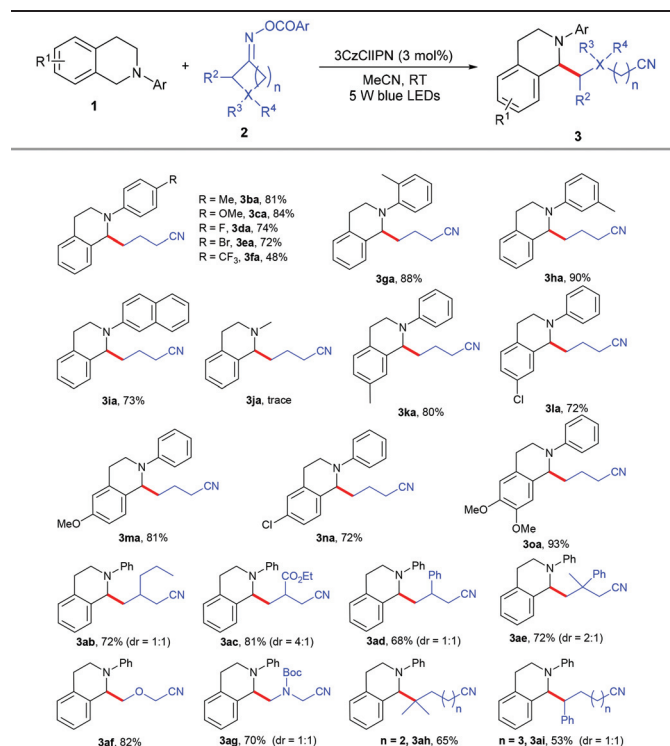 NOCOAr
R¹
N
Ar
1
+
R²
X
n
R³ R⁴
2
3CzClIPN (3 mol%)
MeCN, RT
5 W blue LEDs
N
Ar
R³ R⁴
X
CN
n
R²
R¹
3
R
N
CN
R = Me, 3ba, 81%
R = OMe, 3ca, 84%
R = F, 3da, 74%
R = Br, 3ea, 72%
R = CF₃, 3fa, 48%
N
CN
3ga, 88%
N
CN
3ha, 90%
N
CN
3ia, 73%
N
CN
3ja, trace
N
CN
3ka, 80%
N
CN
Cl
3la, 72%
N
CN
MeO
3ma, 81%
N
CN
Cl
3na, 72%
N
CN
MeO
OMe
3oa, 93%
N Ph
CN
3ab, 72% (dr = 1:1)
N Ph
CO₂Et
CN
3ac, 81% (dr = 4:1)
N Ph
Ph
CN
3ad, 68% (dr = 1:1)
N Ph
Ph
CN
3ae, 72% (dr = 2:1)
N Ph
O
CN
3af, 82%
N Ph
Boc
N
CN
3ag, 70% (dr = 1:1)
N Ph
CN
n
n = 2, 3ah, 65%
N Ph
CN
n
Ph
n = 3, 3ai, 53% (dr = 1:1)